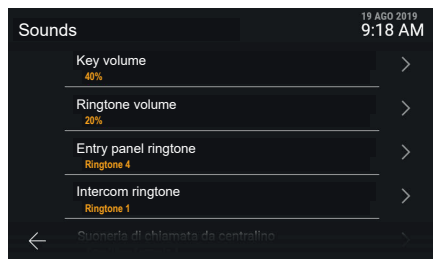 19 AGO 2019
Sounds
9:18 AM
Key volume
40%
Ringtone volume
20%
Entry panel ringtone
Ringtone 4
Intercom ringtone
Ringtone 1
Suoneria di chiamata da centralino